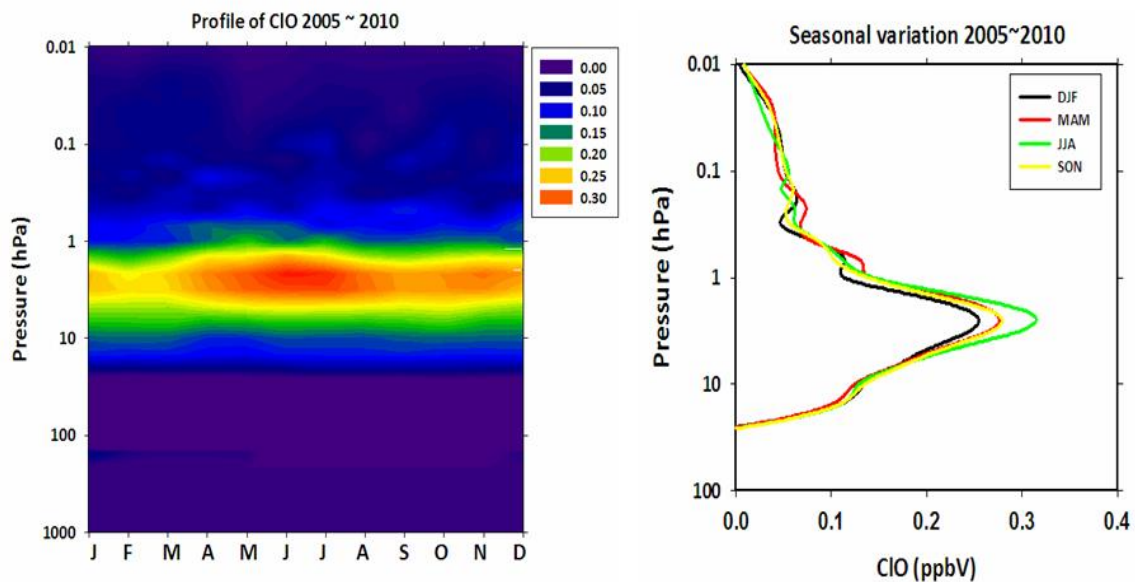 Profile of ClO 2005 ~ 2010
0.01
0.1
1
10
100
1000
Pressure (hPa)
J F M A M J J A S O N D
0.00
0.05
0.10
0.15
0.20
0.25
0.30
Seasonal variation 2005~2010
0.01
0.1
1
10
100
Pressure (hPa)
DJF
MAM
JJA
SON
0.0 0.1 0.2 0.3 0.4
ClO (ppbV)